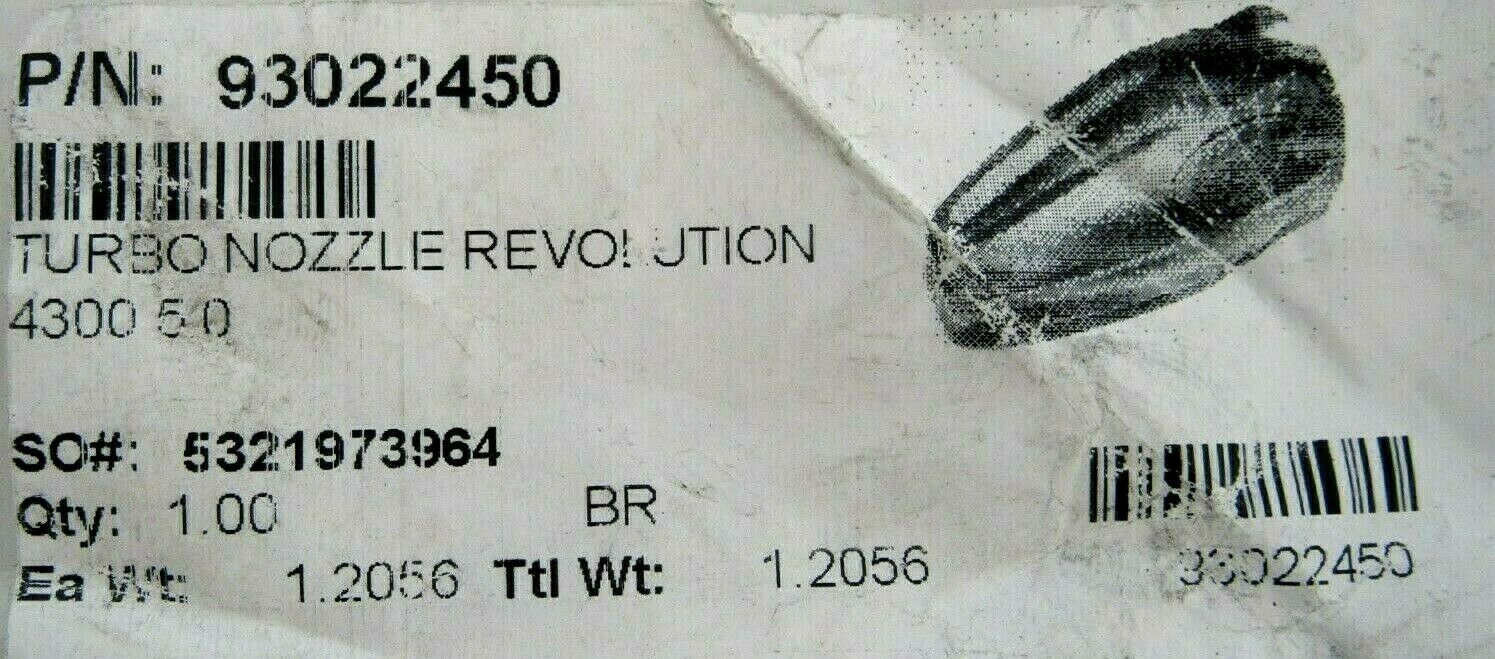 P/N: 93022450
TURBO NOZZLE REVOLUTION
4300 5.0
SO#: 5321973964
Qty: 1.00 BR
Ea Wt: 1.2056 Ttl Wt: 1.2056
93022450